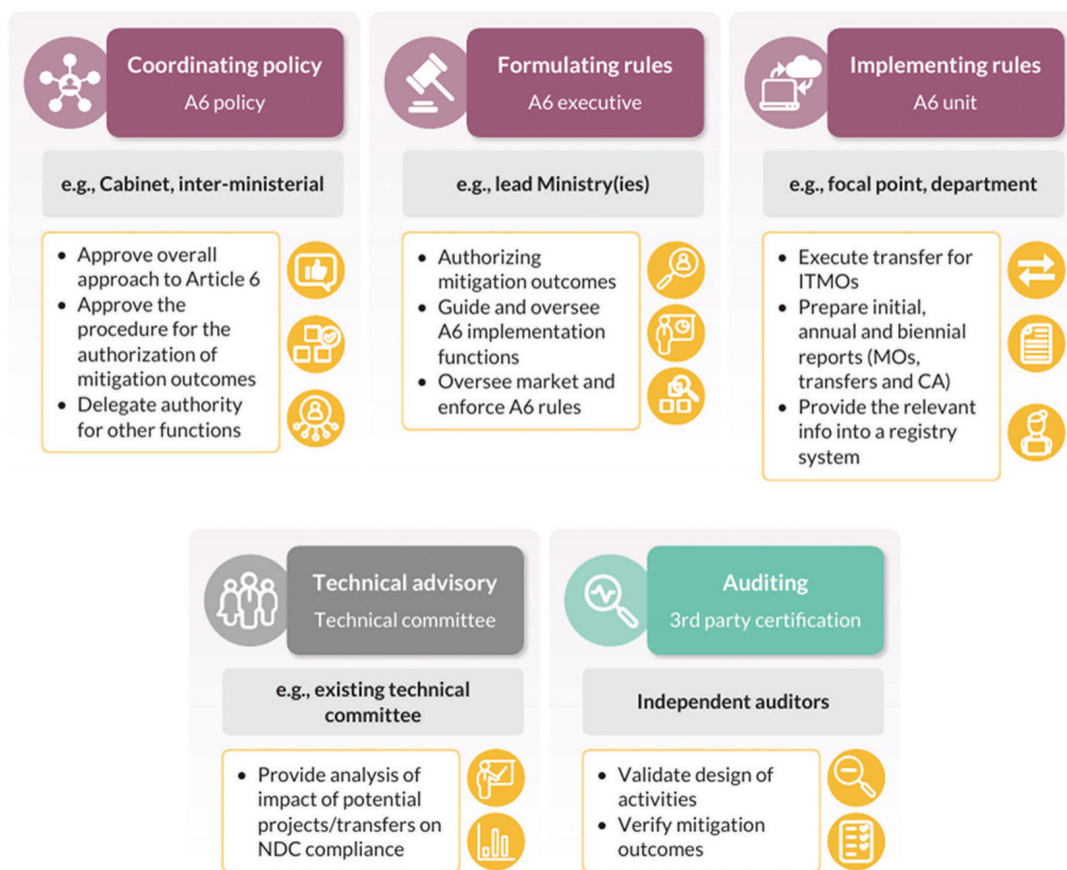 Coordinating policy
A6 policy
e.g., Cabinet, inter-ministerial
• Approve overall
approach to Article 6
• Approve the
procedure for the
authorization of
mitigation outcomes
• Delegate authority
for other functions
Formulating rules
A6 executive
e.g., lead Ministry(ies)
• Authorizing
mitigation outcomes
• Guide and oversee
A6 implementation
functions
• Oversee market and
enforce A6 rules
Implementing rules
A6 unit
e.g., focal point, department
• Execute transfer for
ITMOs
• Prepare initial,
annual and biennial
reports (MOs,
transfers and CA)
• Provide the relevant
info into a registry
system
Technical advisory
Technical committee
e.g., existing technical
committee
• Provide analysis of
impact of potential
projects/transfers on
NDC compliance
Auditing
3rd party certification
Independent auditors
• Validate design of
activities
• Verify mitigation
outcomes